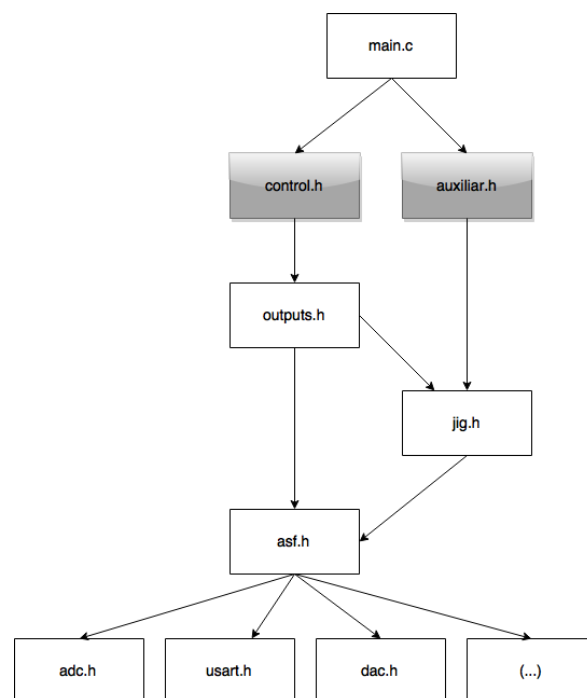 main.c
control.h
auxiliar.h
outputs.h
jig.h
asf.h
adc.h
usart.h
dac.h
(...)